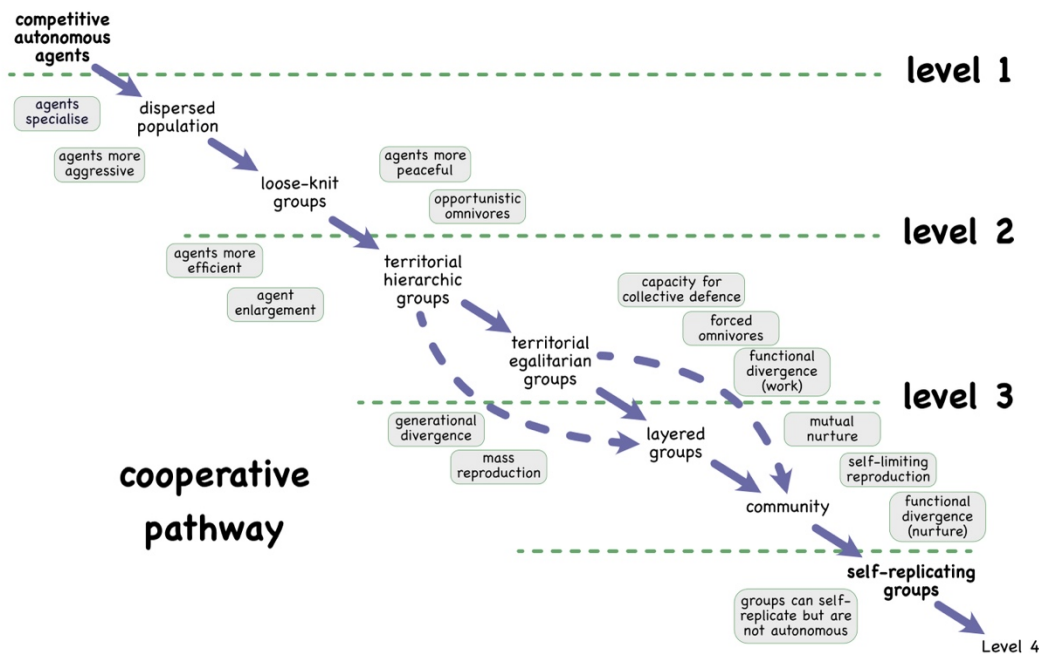 competitive
autonomous
agents
level 1
agents
specialise
dispersed
population
agents more
aggressive
agents more
peaceful
loose-knit
groups
opportunistic
omnivores
level 2
agents more
efficient
territorial
hierarchic
groups
agent
enlargement
capacity for
collective defence
forced
omnivores
territorial
egalitarian
groups
functional
divergence
(work)
level 3
generational
divergence
layered
groups
mutual
nurture
mass
reproduction
self-limiting
reproduction
cooperative
pathway
community
functional
divergence
(nurture)
self-replicating
groups
groups can self-
replicate but are
not autonomous
Level 4